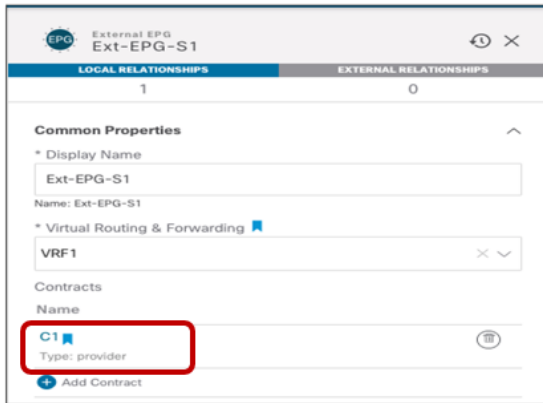 EPG
External EPG
Ext-EPG-S1
LOCAL RELATIONSHIPS
EXTERNAL RELATIONSHIPS
1
0
Common Properties
* Display Name
Ext-EPG-S1
Name: Ext-EPG-S1
* Virtual Routing & Forwarding
VRF1
Contracts
Name
C1
Type: provider
Add Contract